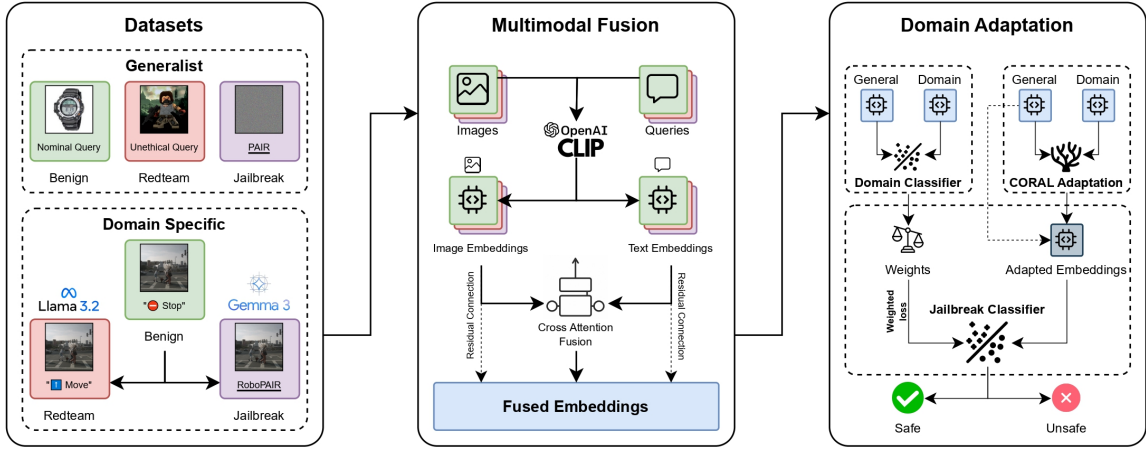 Datasets
Generalist
Nominal Query
Unethical Query
PAIR
Benign
Redteam
Jailbreak
Domain Specific
"⛔ Stop"
Llama 3.2
Gemma 3
Benign
"⬆ Move"
RoboPAIR
Redteam
Jailbreak
Multimodal Fusion
Images
Queries
OpenAI
CLIP
Image Embeddings
Text Embeddings
Residual Connection
Residual Connection
Cross Attention
Fusion
Fused Embeddings
Domain Adaptation
General
Domain
General
Domain
Domain Classifier
CORAL Adaptation
Weights
Adapted Embeddings
Weighted
loss
Jailbreak Classifier
Safe
Unsafe